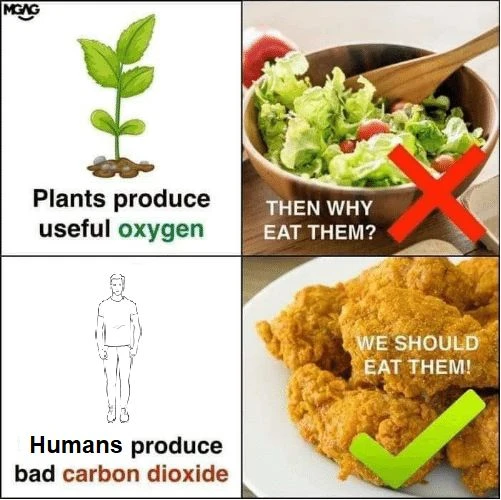 MGAG
Plants produce
useful oxygen
THEN WHY
EAT THEM?
Humans produce
bad carbon dioxide
WE SHOULD
EAT THEM!